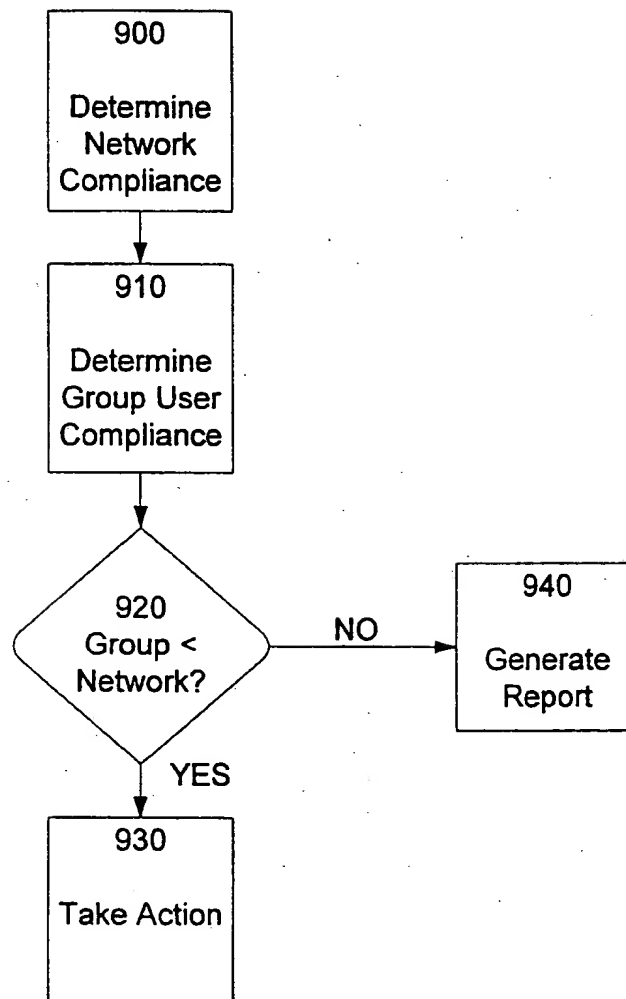 900
Determine
Network
Compliance
910
Determine
Group User
Compliance
920
Group <
Network?
NO
940
Generate
Report
YES
930
Take Action